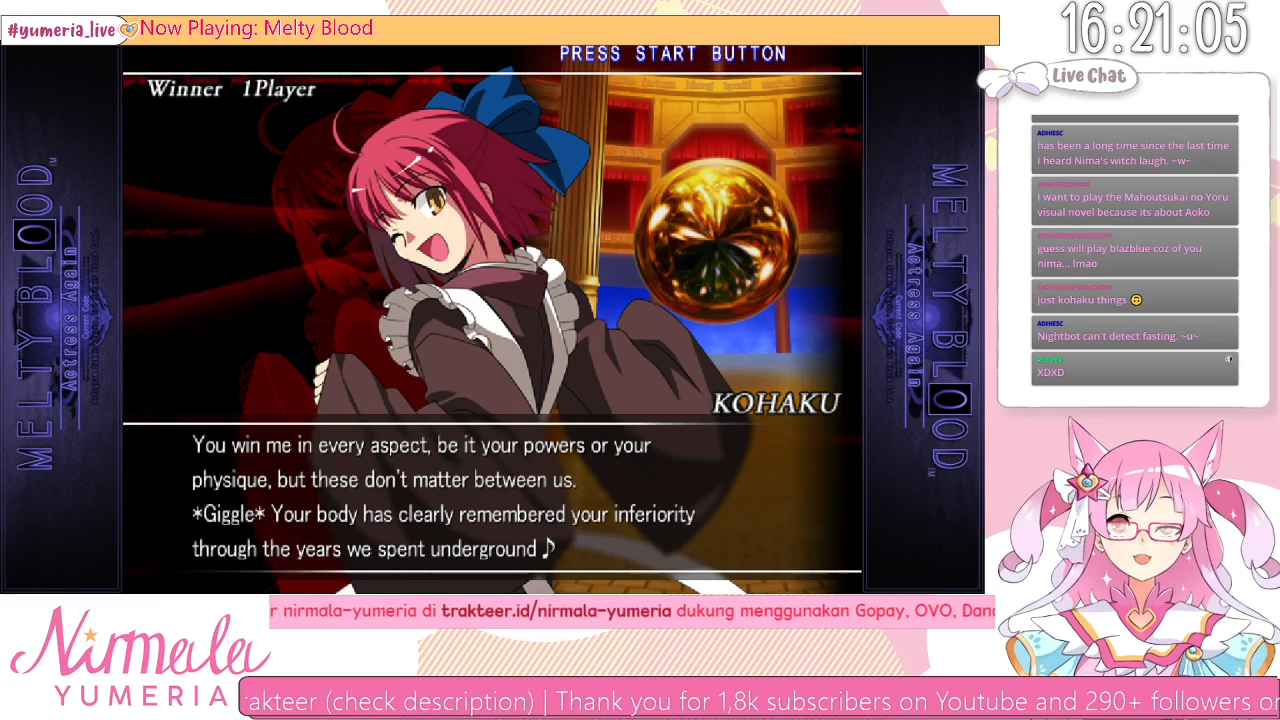 #yumeria_live
Now Playing: Melty Blood
16:21:05
PRESS START BUTTON
Winner 1Player
Live Chat
ADHIESC
has been a long time since the last time
I heard Nima's witch laugh. ~w~
I want to play the Mahoutsukai no Yoru
visual novel because its about Aoko
guess will play blazblue coz of you
nima... lmao
just kohaku things 🙃
ADHIESC
Nightbot can't detect fasting. ~u~
XDXD
MELTY BLOOD
Actress Again
Current Code
MELTY BLOOD
Actress Again
Current Code
KOHAKU
You win me in every aspect, be it your powers or your
physique, but these don't matter between us.
*Giggle* Your body has clearly remembered your inferiority
through the years we spent underground♪
r nirmala-yumeria di trakteer.id/nirmala-yumeria dukung menggunakan Gopay, OVO, Dana
Nirmala
YUMERIA
akteer (check description) | Thank you for 1,8k subscribers on Youtube and 290+ followers o